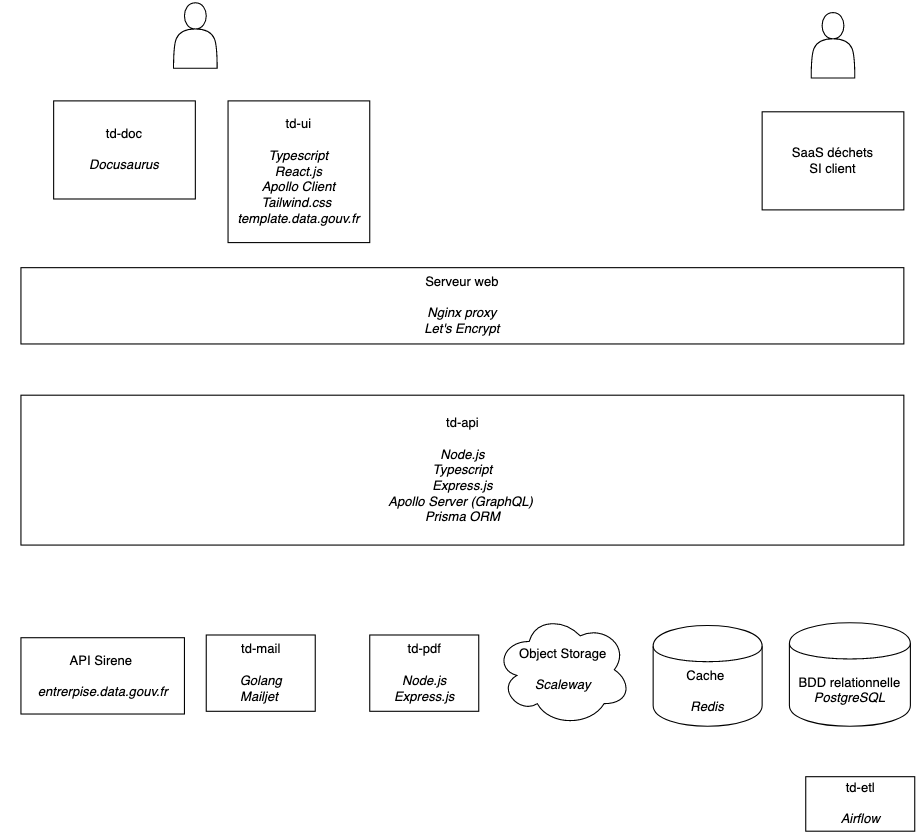 td-doc
Docusaurus
td-ui
Typescript
React.js
Apollo Client
Tailwind.css
template.data.gouv.fr
SaaS déchets
SI client
Serveur web
Nginx proxy
Let's Encrypt
td-api
Node.js
Typescript
Express.js
Apollo Server (GraphQL)
Prisma ORM
API Sirene
entrerpise.data.gouv.fr
td-mail
Golang
Mailjet
td-pdf
Node.js
Express.js
Object Storage
Scaleway
Cache
Redis
BDD relationnelle
PostgreSQL
td-etl
Airflow